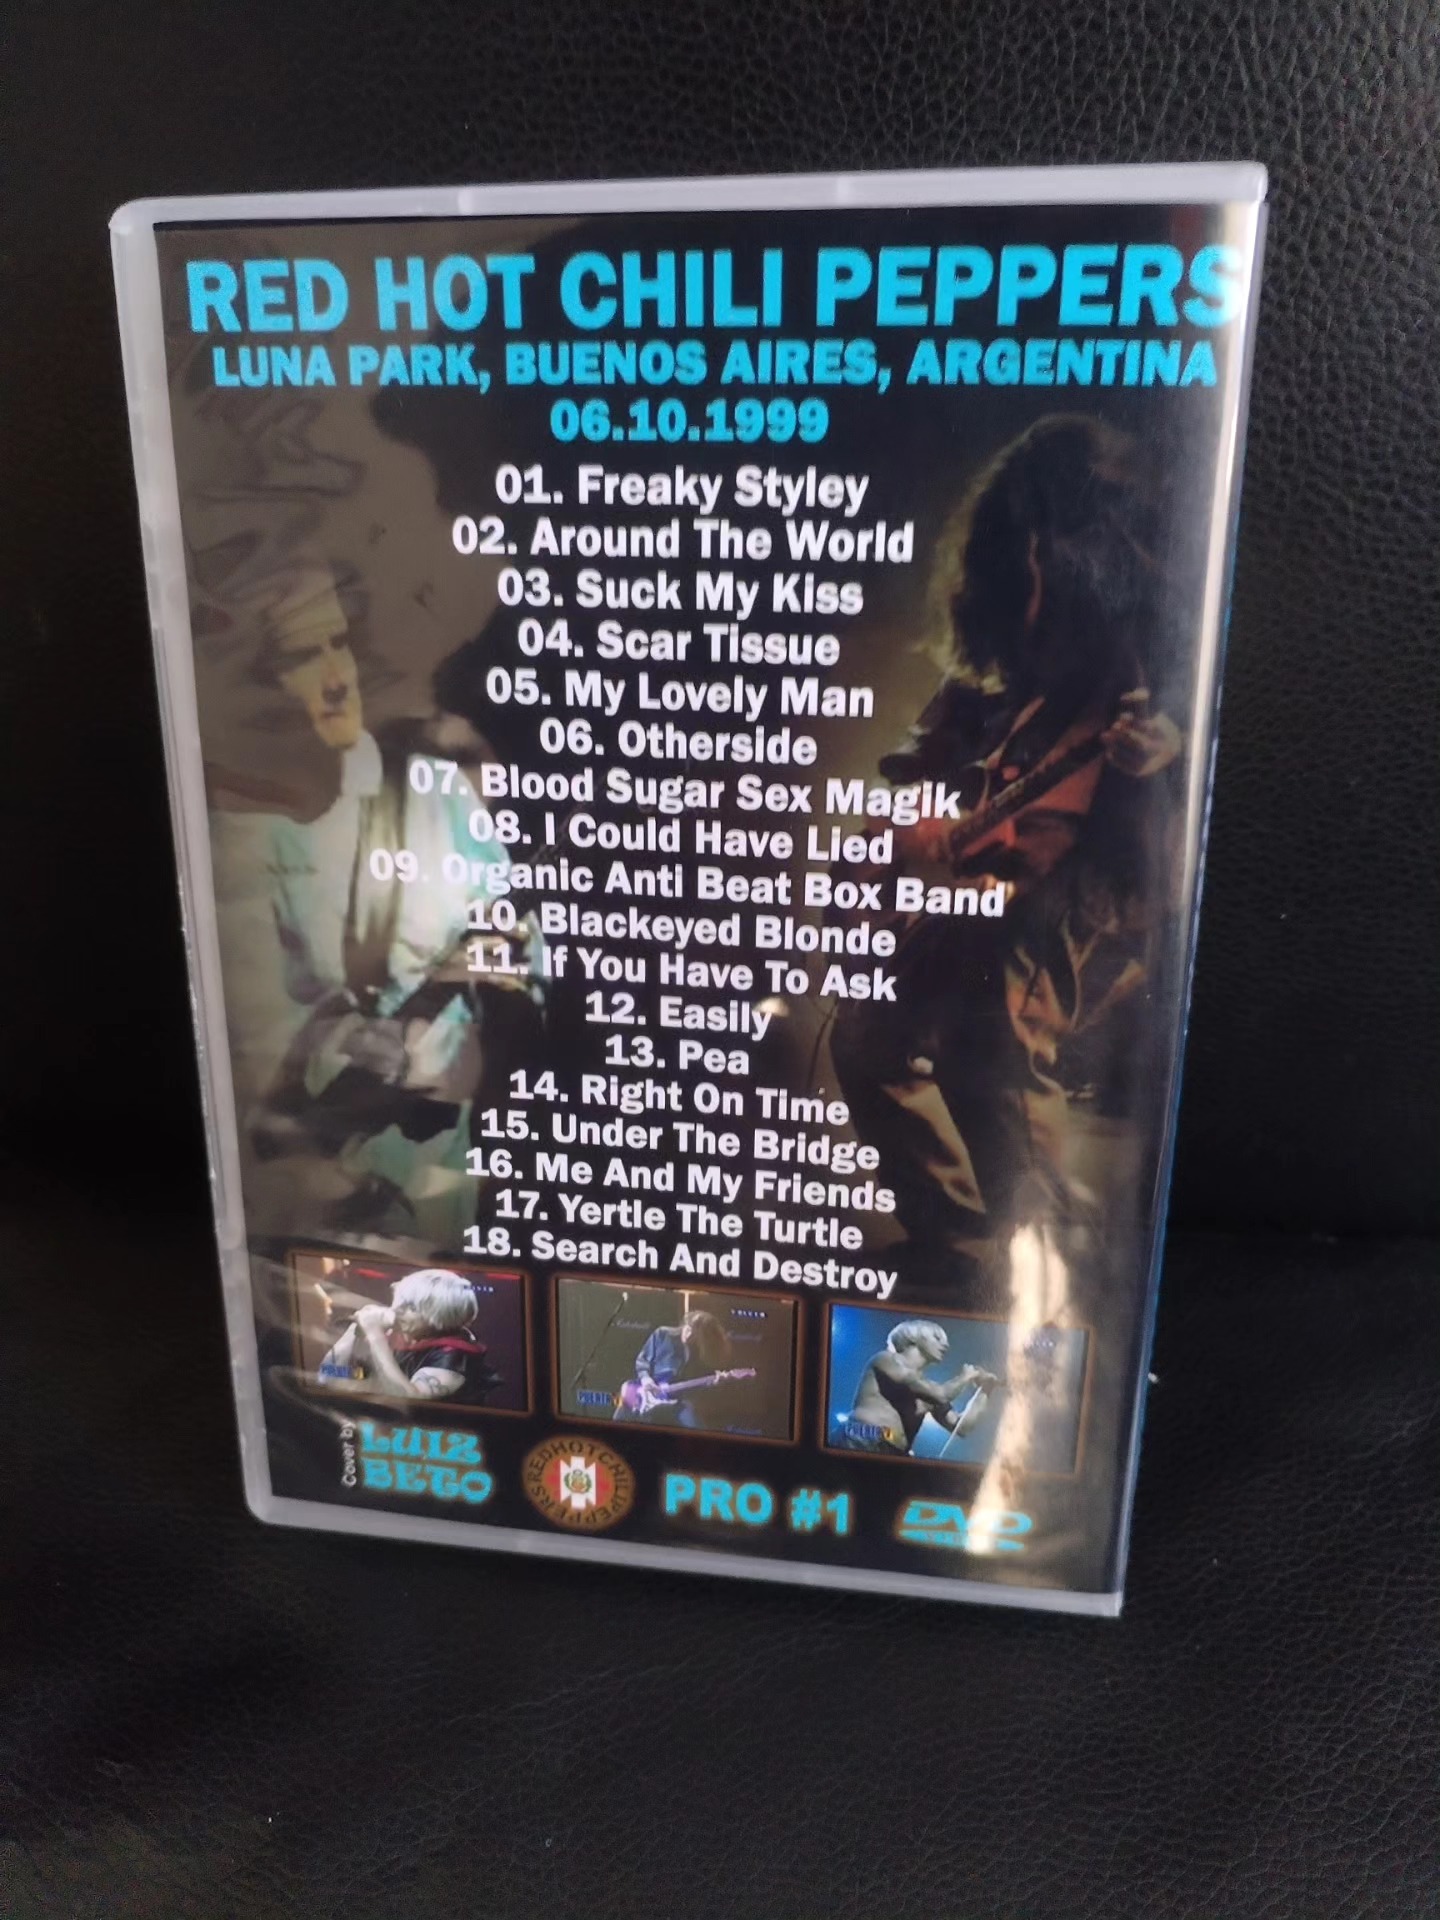 RED HOT CHILI PEPPERS
LUNA PARK, BUENOS AIRES, ARGENTINA
06.10.1999
01. Freaky Styley
02. Around The World
03. Suck My Kiss
04. Scar Tissue
05. My Lovely Man
06. Otherside
07. Blood Sugar Sex Magik
08. I Could Have Lied
09. Organic Anti Beat Box Band
10. Blackeyed Blonde
11. If You Have To Ask
12. Easily
13. Pea
14. Right On Time
15. Under The Bridge
16. Me And My Friends
17. Yertle The Turtle
18. Search And Destroy
Cover by
LUIZ
BETO
RED HOT CHILI PEPPERS
PRO #1
DVD